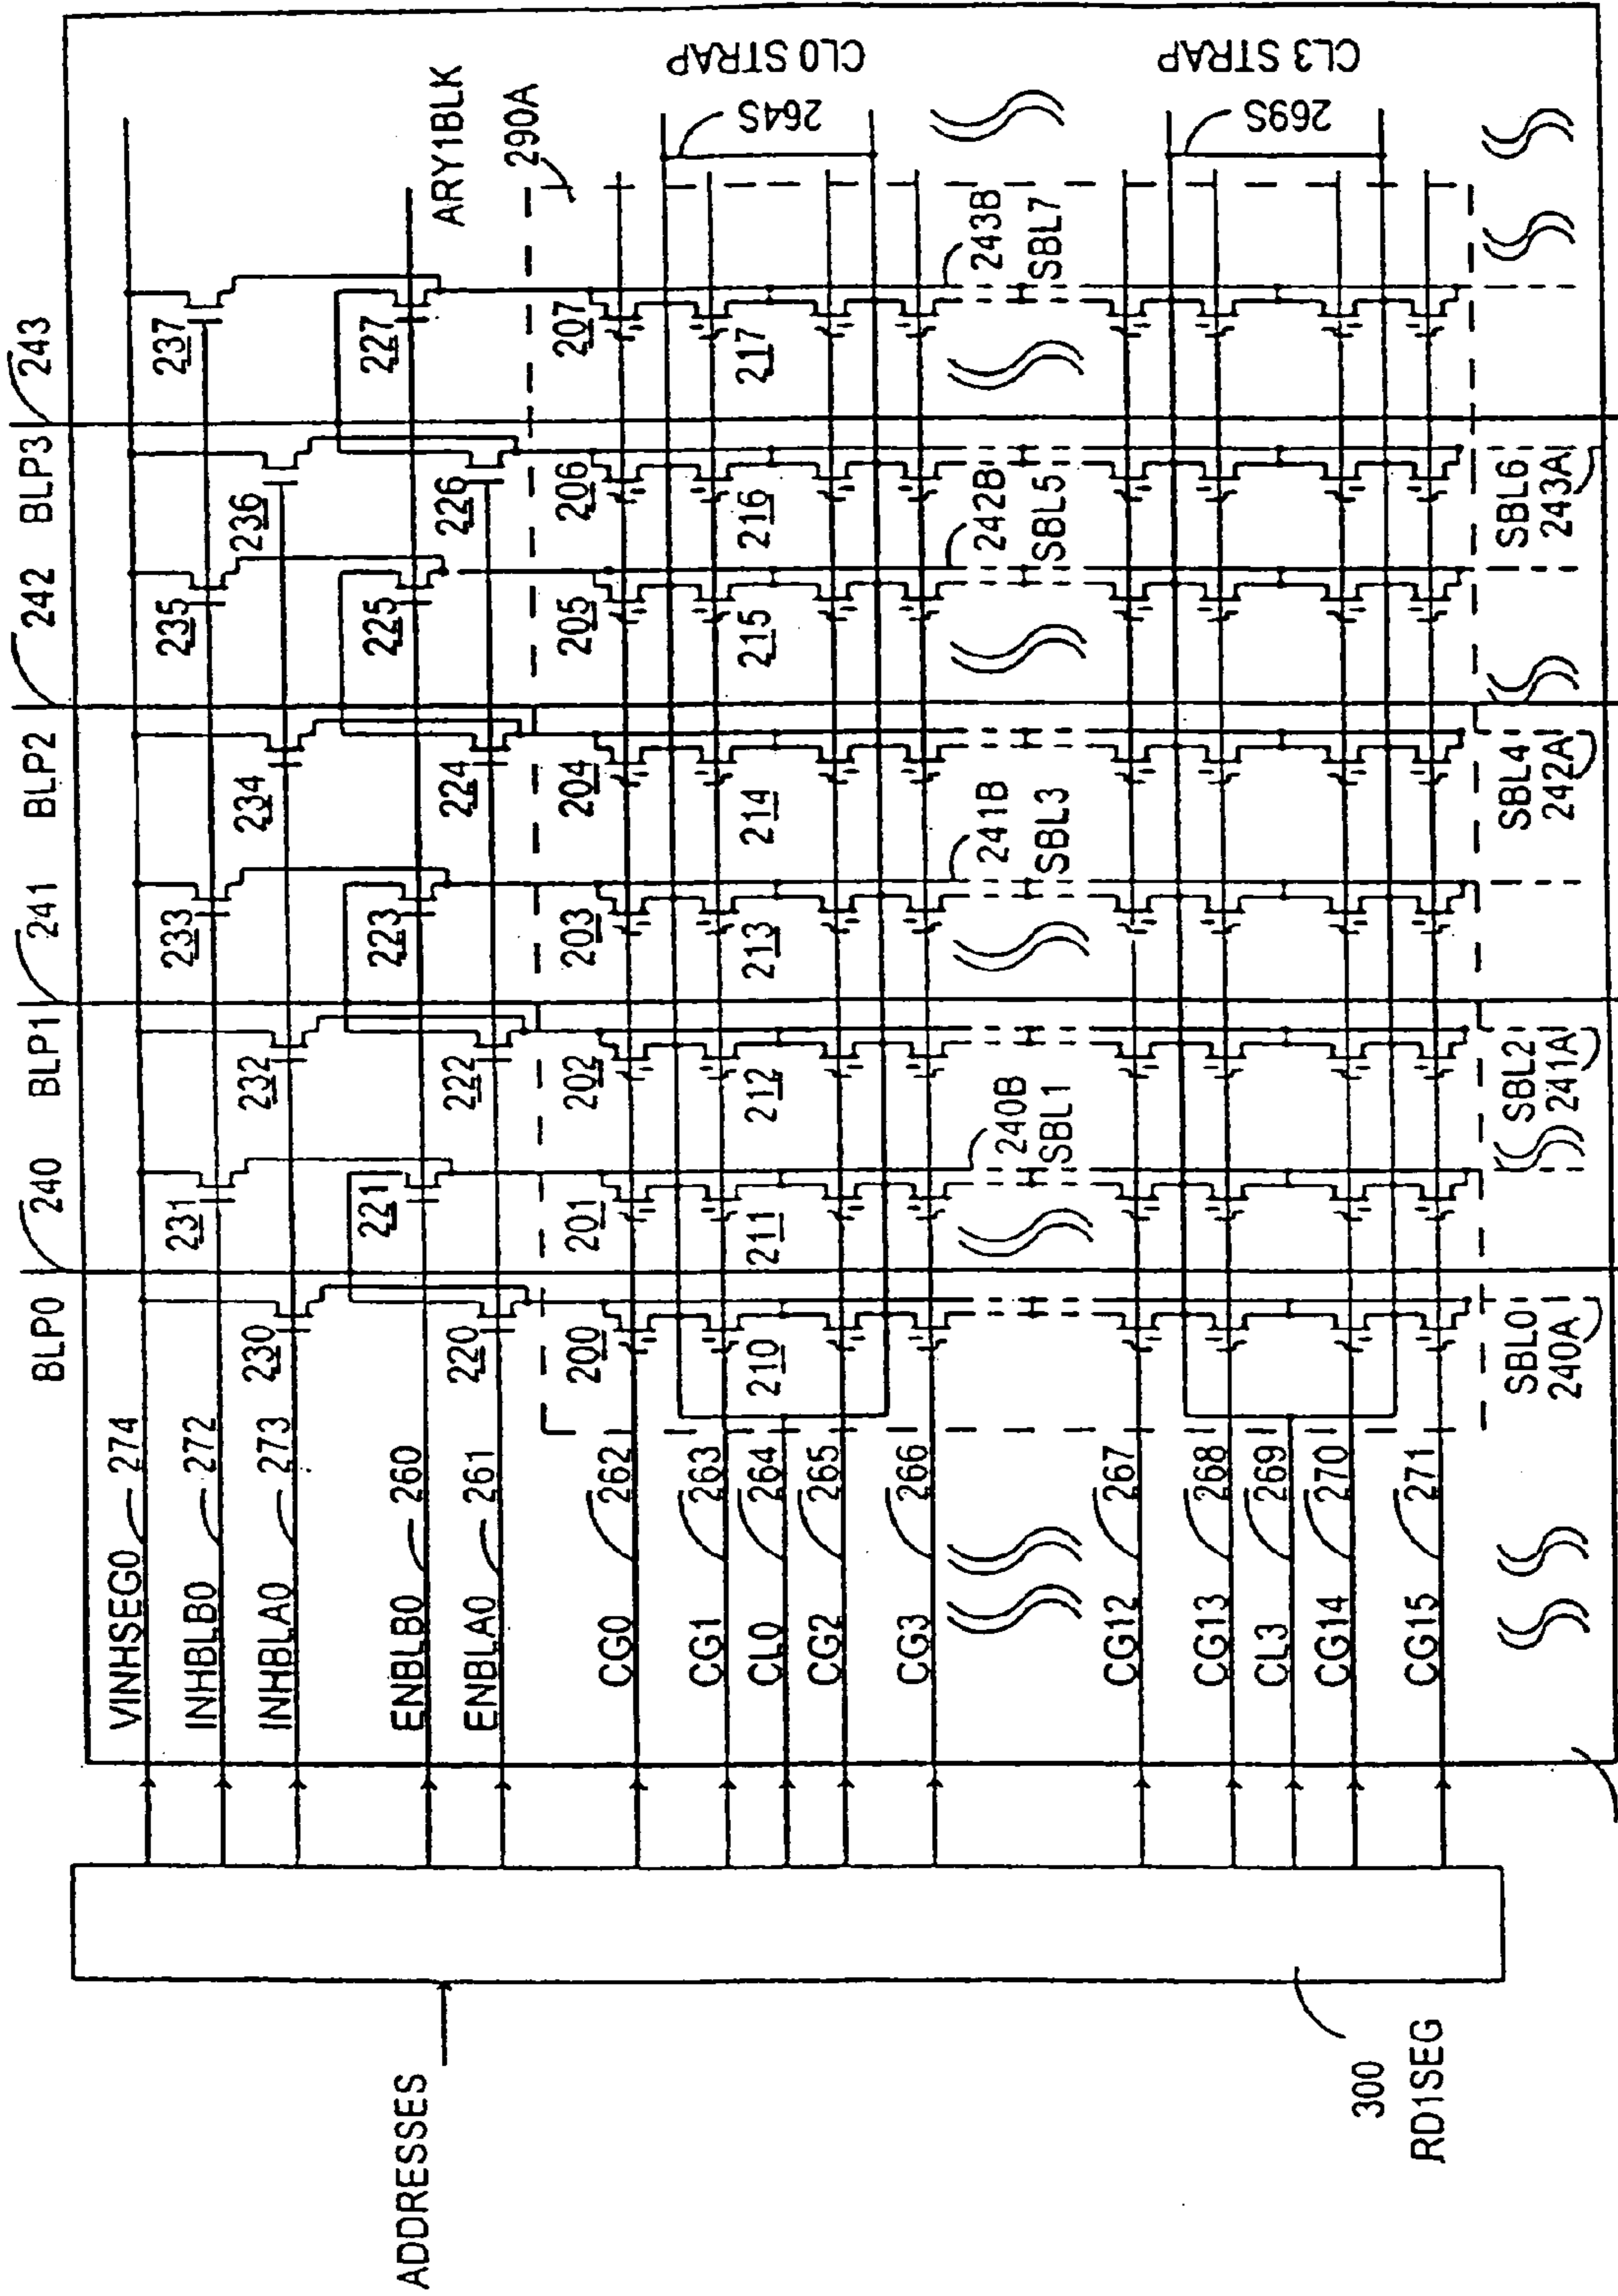 BLP0 240 BLP1 241 BLP2 242 BLP3 243
VINHSEG0 274
INHBLB0 272
231 233 235 237
INHBLA0 273
230 232 234 236
ENBLB0 260
221 223 225 227
ENBLA0 261
220 222 224 226
ARY1BLK
290A
200 201 202 203 204 205 206 207
CG0 262
CG1 263
CL0 264
210 211 212 213 214 215 216 217
CG2 265
CG3 266
264S
CL0 STRAP
240B
SBL1
241B
SBL3
242B
SBL5
243B
SBL7
CG12 267
CG13 268
CL3 269
CG14 270
CG15 271
269S
CL3 STRAP
SBL0
240A
SBL2
241A
SBL4
242A
SBL6
243A
ADDRESSES
300
RD1SEG